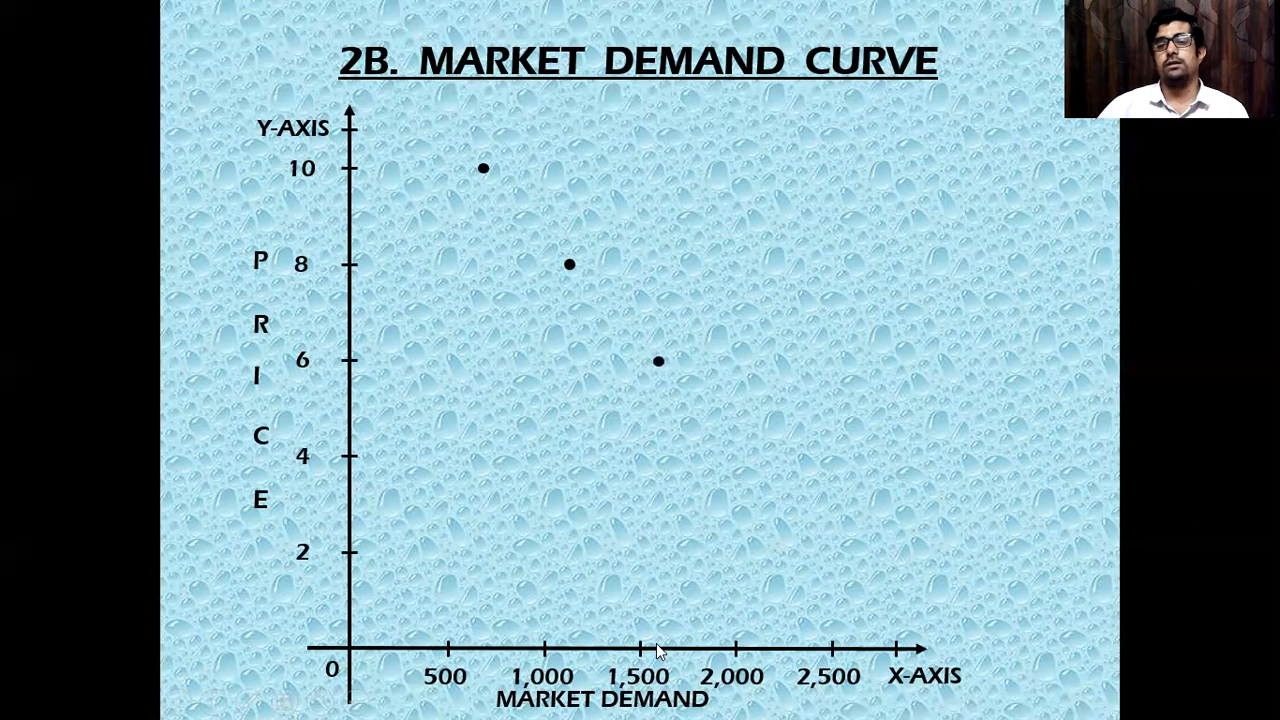 2B. MARKET DEMAND CURVE
Y-AXIS
10
P 8
R
6
I
C
4
E
2
0
500 1,000 1,500 2,000 2,500 X-AXIS
MARKET DEMAND